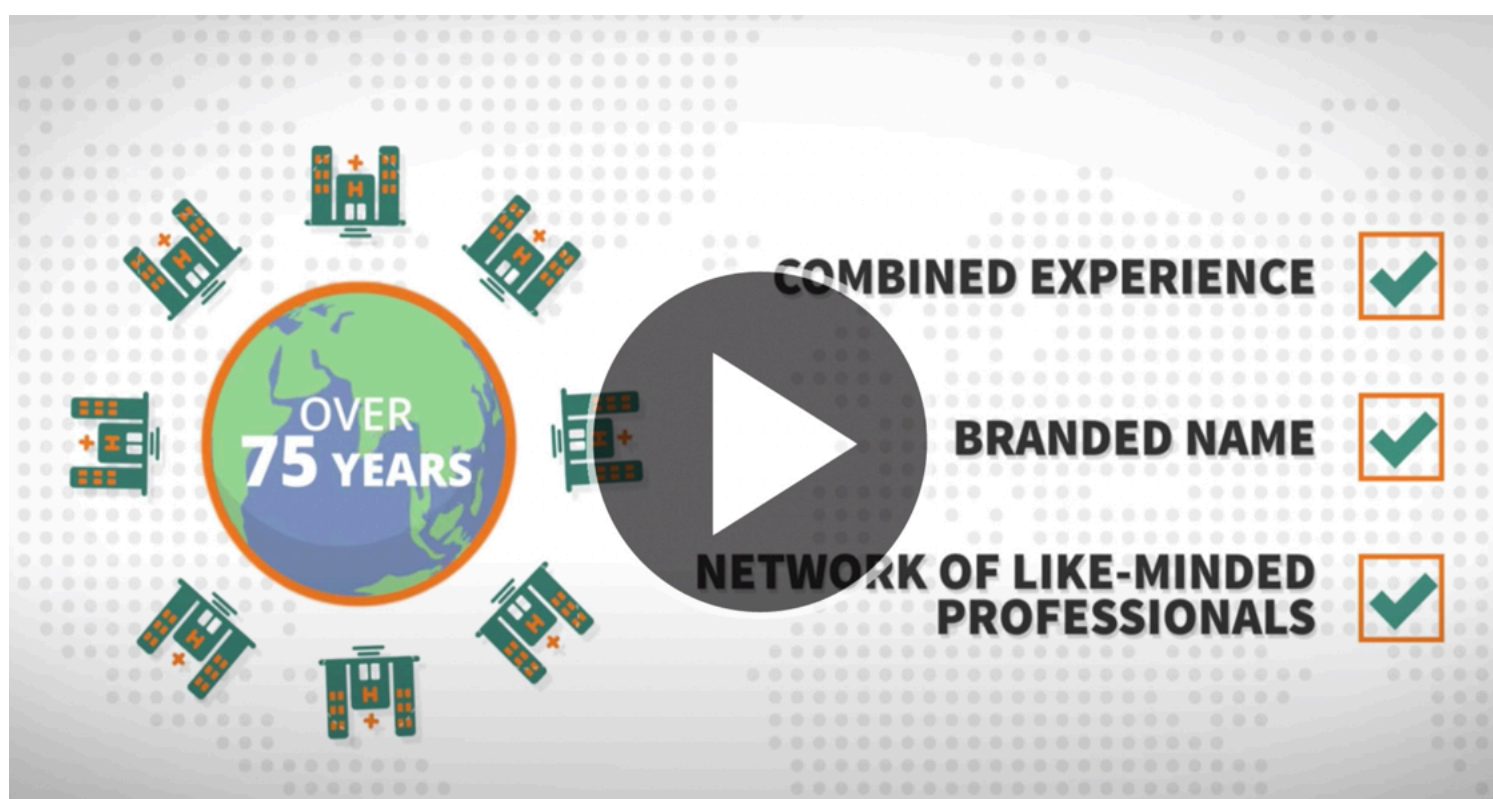 OVER
75 YEARS
COMBINED EXPERIENCE
BRANDED NAME
NETWORK OF LIKE-MINDED
PROFESSIONALS
H
H
H
H
H
H
H
H